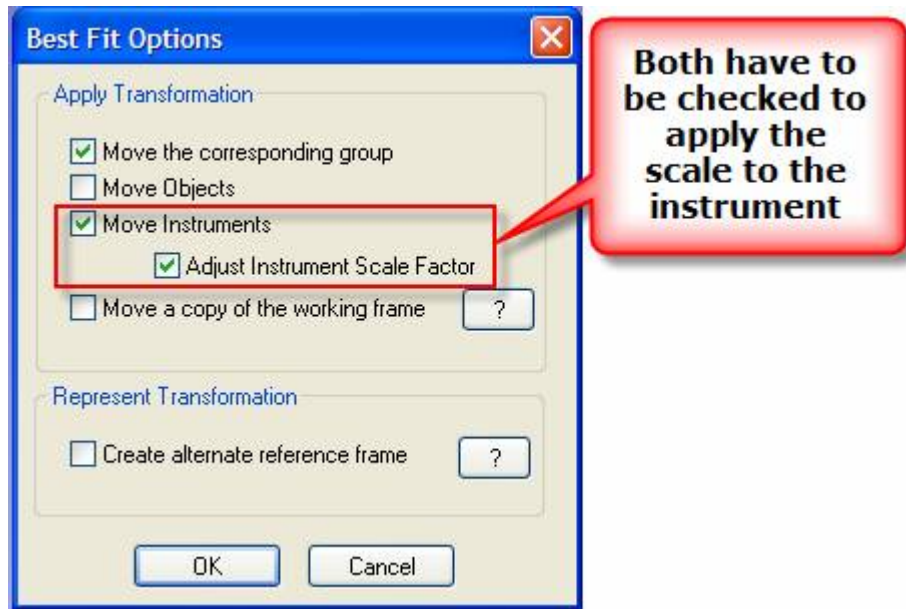 Best Fit Options
Apply Transformation
Move the corresponding group
Move Objects
Move Instruments
Adjust Instrument Scale Factor
Move a copy of the working frame
?
Represent Transformation
Create alternate reference frame
?
OK
Cancel
Both have to
be checked to
apply the
scale to the
instrument